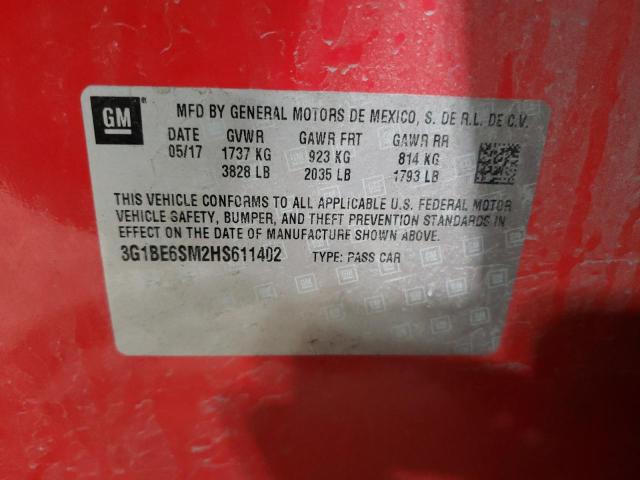 GM
MFD BY GENERAL MOTORS DE MEXICO, S. DE R.L. DE C.V.
DATE GVWR GAWR FRT GAWR RR
05/17 1737 KG 923 KG 814 KG
3828 LB 2035 LB 1793 LB
THIS VEHICLE CONFORMS TO ALL APPLICABLE U.S. FEDERAL MOTOR
VEHICLE SAFETY, BUMPER, AND THEFT PREVENTION STANDARDS IN
EFFECT ON THE DATE OF MANUFACTURE SHOWN ABOVE.
3G1BE6SM2HS611402 TYPE: PASS CAR